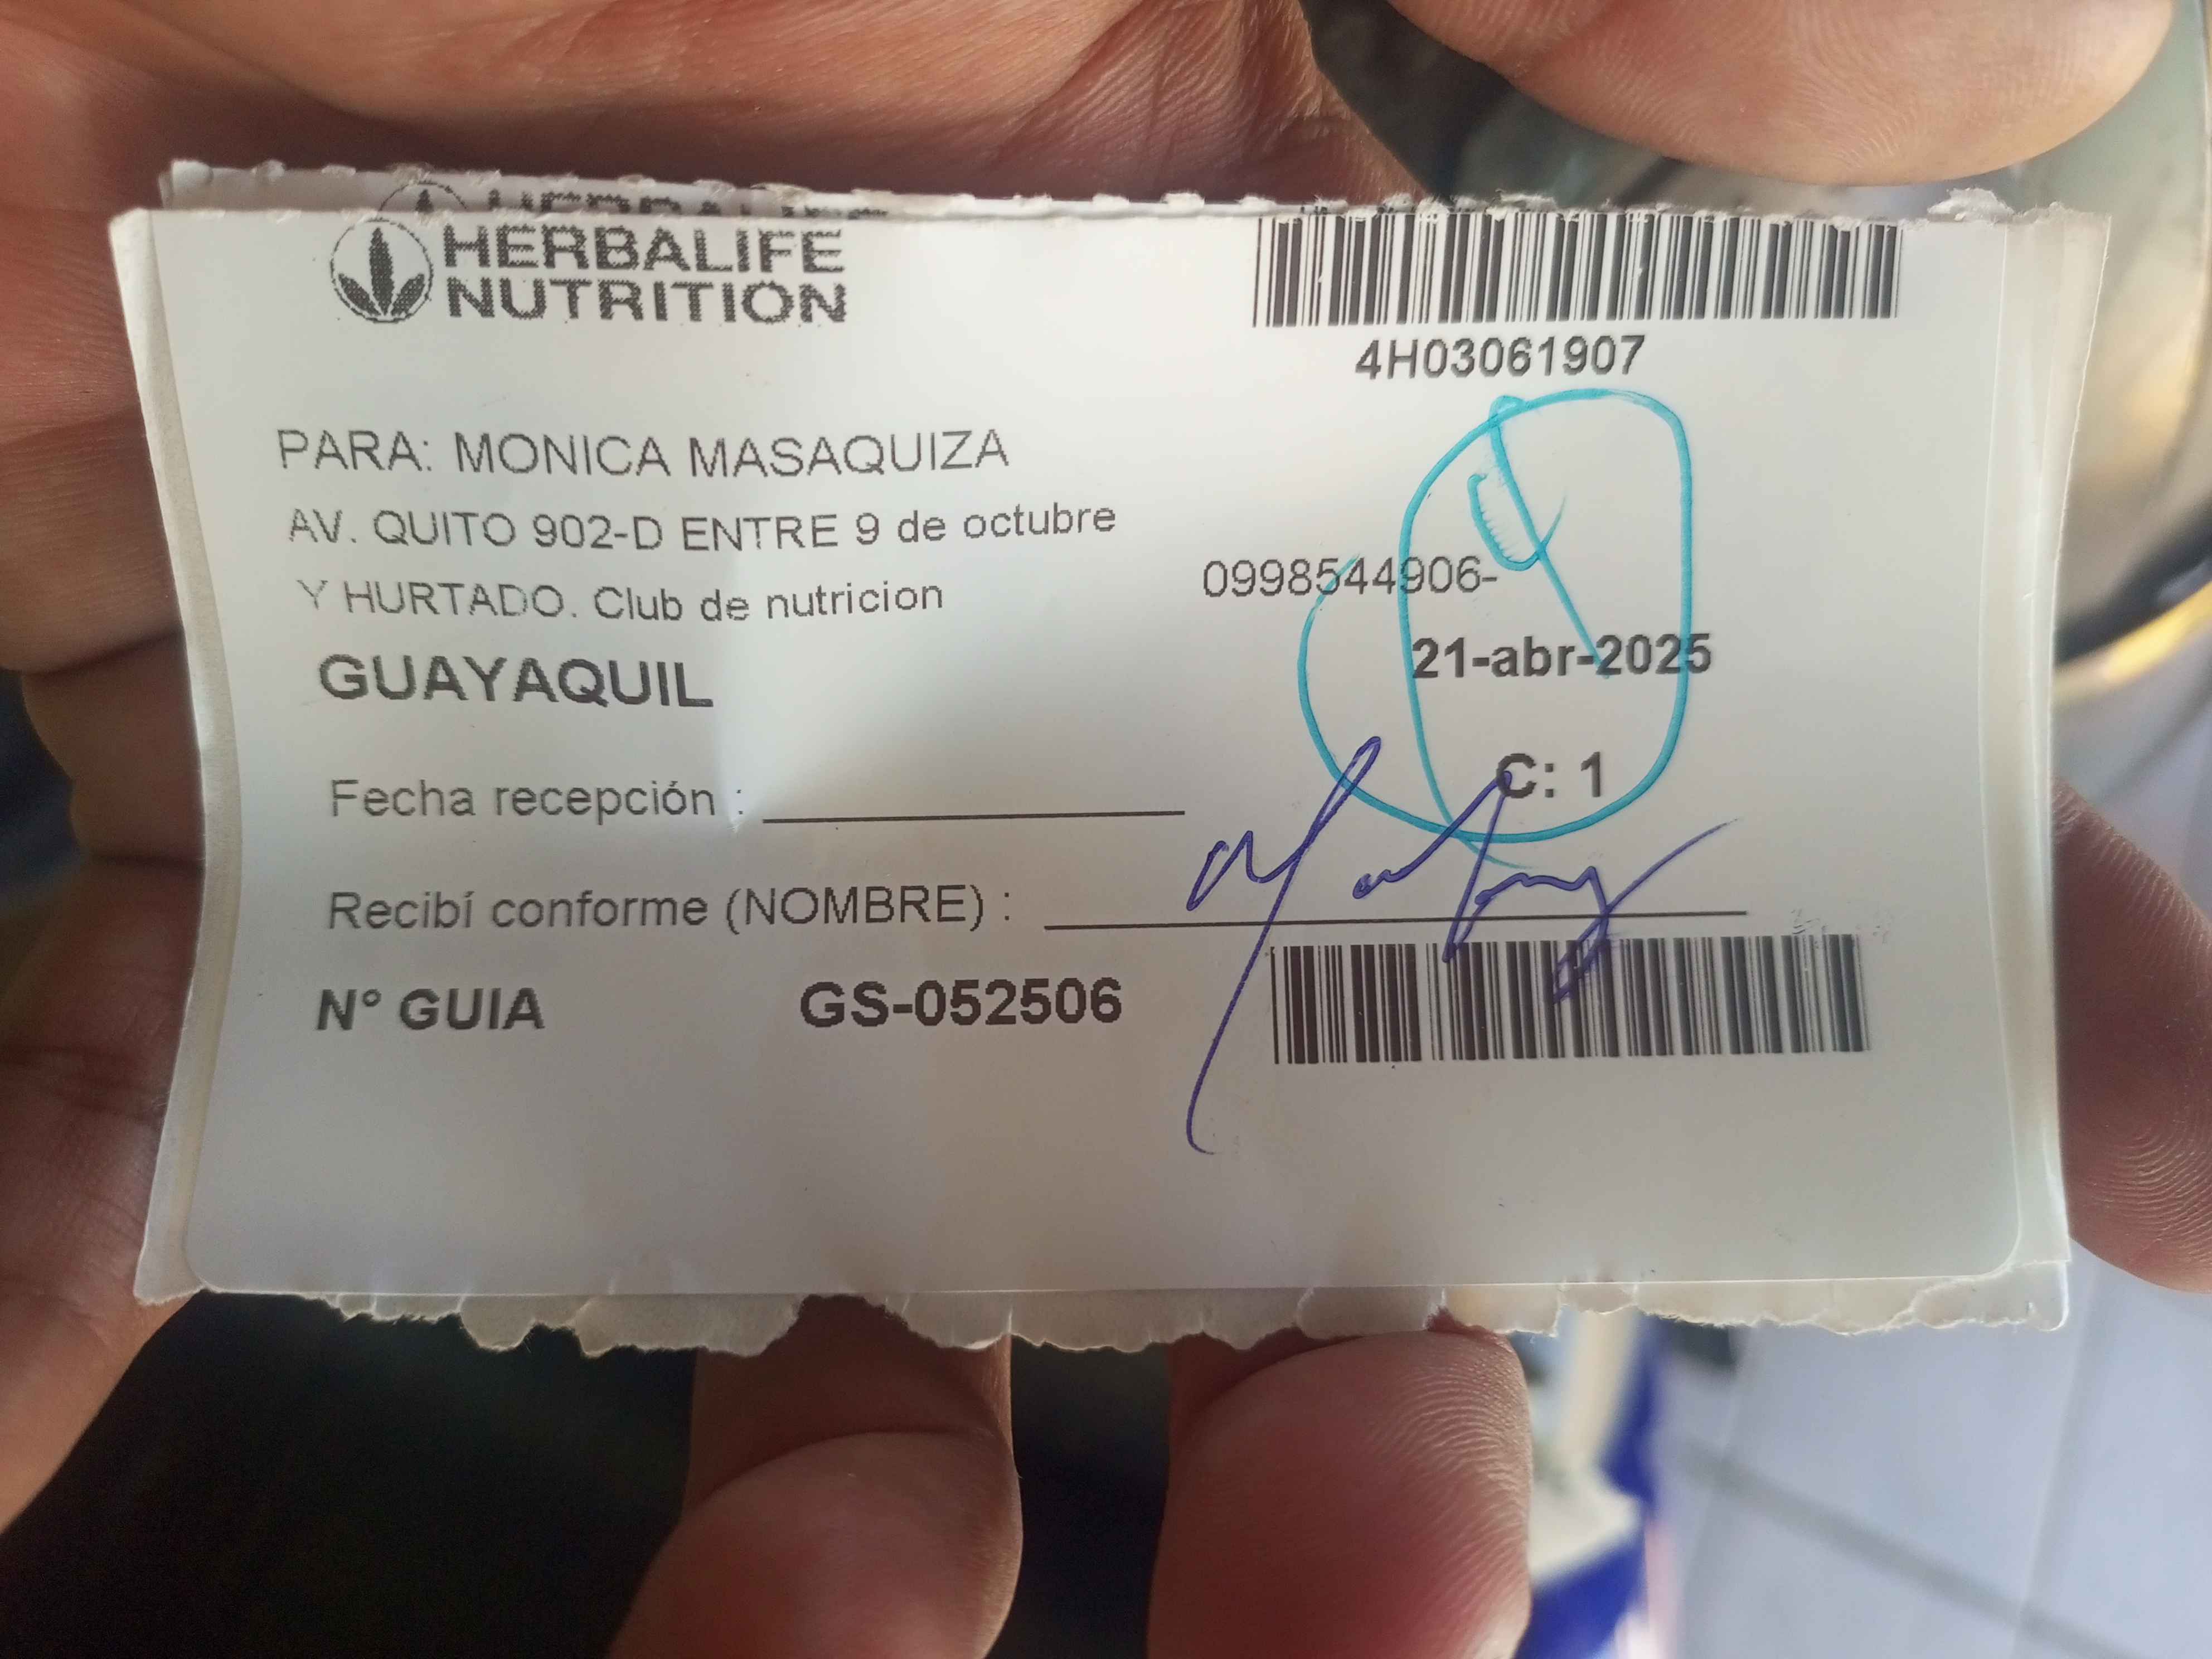 HERBALIFE
NUTRITION
4H03061907
PARA: MONICA MASAQUIZA
AV. QUITO 902-D ENTRE 9 de octubre
Y HURTADO. Club de nutricion
0998544906-
GUAYAQUIL
21-abr-2025
C: 1
Fecha recepción :
Recibí conforme (NOMBRE) :
N° GUIA GS-052506